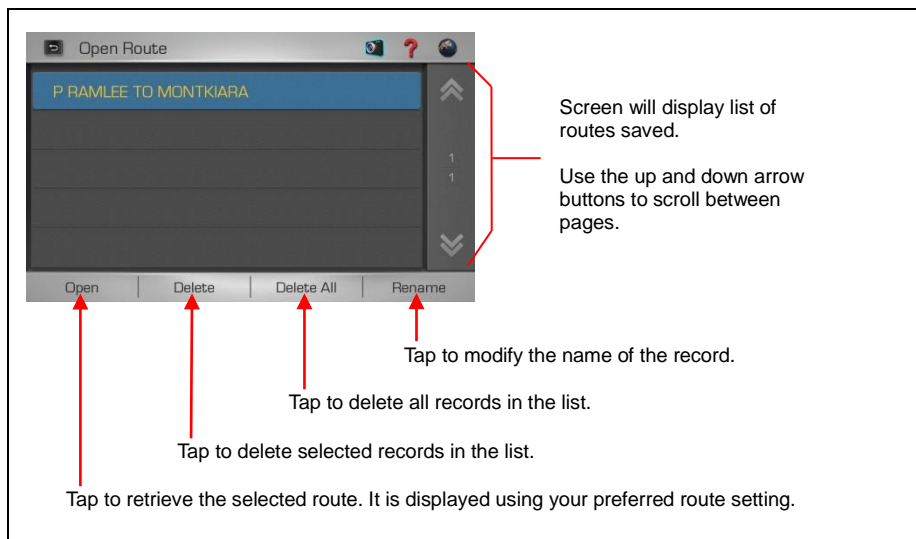 Open Route
?
P RAMLEE TO MONTKIARA
1
1
Open
Delete
Delete All
Rename
Screen will display list of
routes saved.
Use the up and down arrow
buttons to scroll between
pages.
Tap to modify the name of the record.
Tap to delete all records in the list.
Tap to delete selected records in the list.
Tap to retrieve the selected route. It is displayed using your preferred route setting.